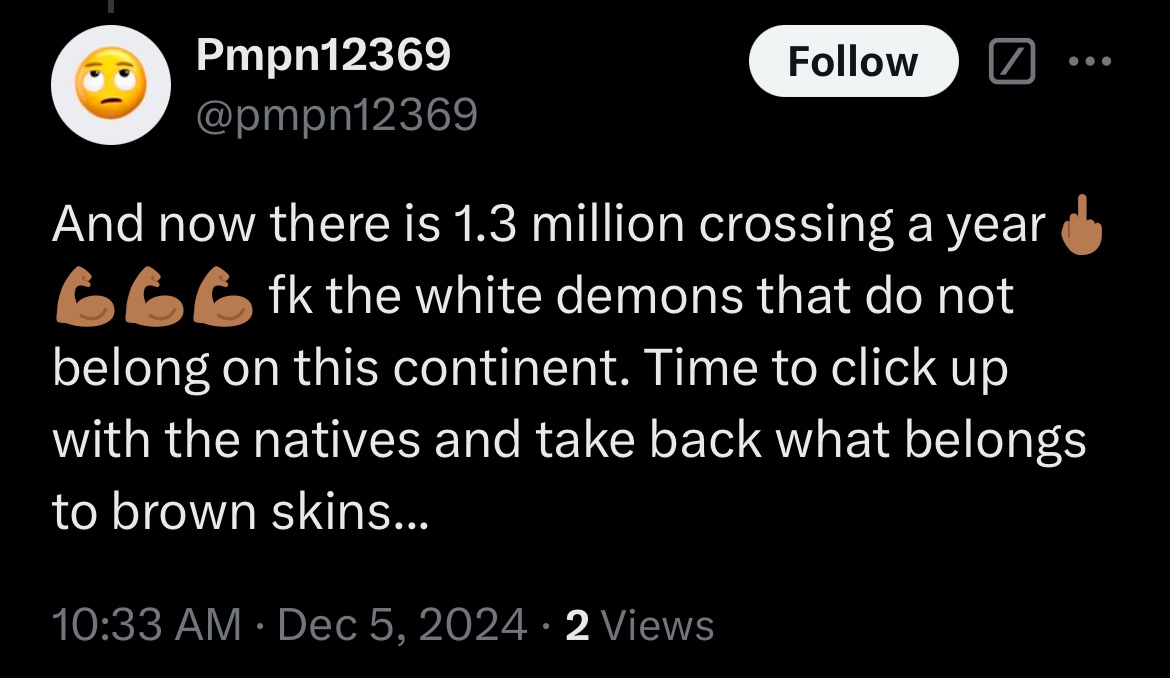 Pmpn12369
@pmpn12369
Follow
And now there is 1.3 million crossing a year 🖕🏾
💪🏾💪🏾💪🏾 fk the white demons that do not
belong on this continent. Time to click up
with the natives and take back what belongs
to brown skins...
10:33 AM · Dec 5, 2024 · 2 Views